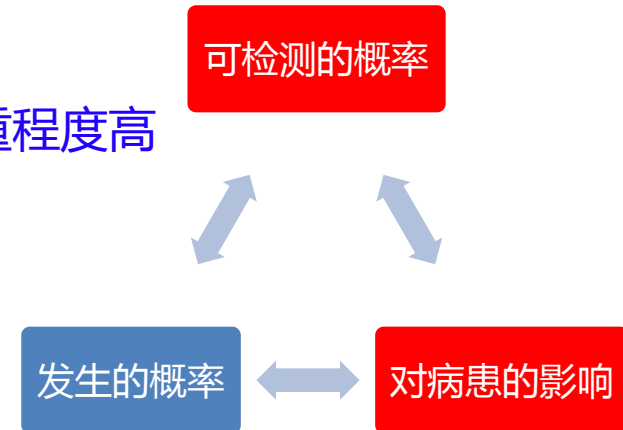 可检测的概率
重程度高
发生的概率
对病患的影响